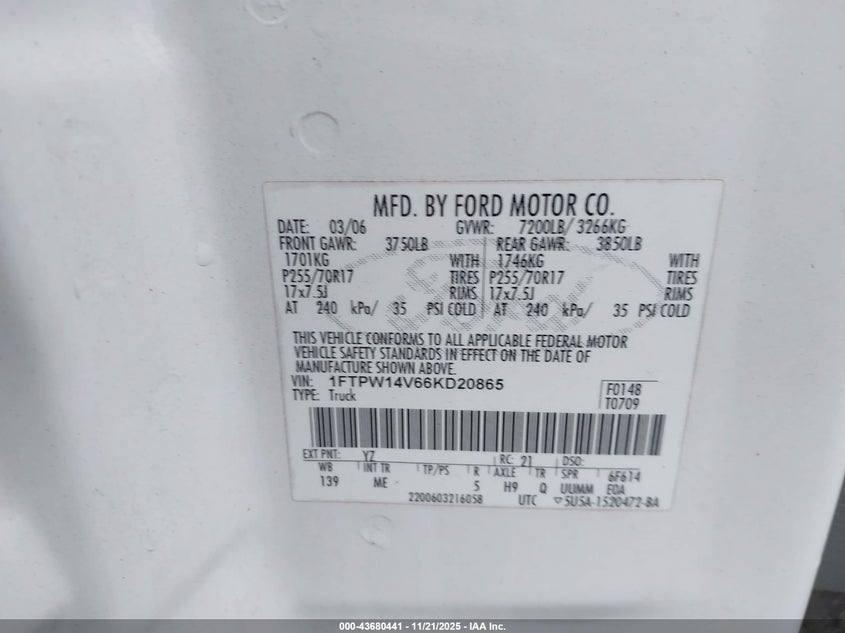 MFD. BY FORD MOTOR CO.
DATE: 03/06 GVWR: 7200LB/ 3266KG
FRONT GAWR: 3750LB REAR GAWR: 3850LB
1701KG WITH 1746KG WITH
P255/70R17 TIRES P255/70R17 TIRES
17x7.5J RIMS 17x7.5J RIMS
AT 240 kPa/ 35 PSI COLD AT 240 kPa/ 35 PSI COLD
THIS VEHICLE CONFORMS TO ALL APPLICABLE FEDERAL MOTOR
VEHICLE SAFETY STANDARDS IN EFFECT ON THE DATE OF
MANUFACTURE SHOWN ABOVE.
VIN: 1FTPW14V66KD20865 F0148
TYPE: Truck T0709
EXT PNT: YZ RC: 21 DSO:
WB INT TR TP/PS R AXLE TR SPR 6F614
139 ME 5 H9 Q UUMM EOA
2200603216058 UTC ▽5U5A-1520472-BA
000-43680441 - 11/21/2025 - IAA Inc.